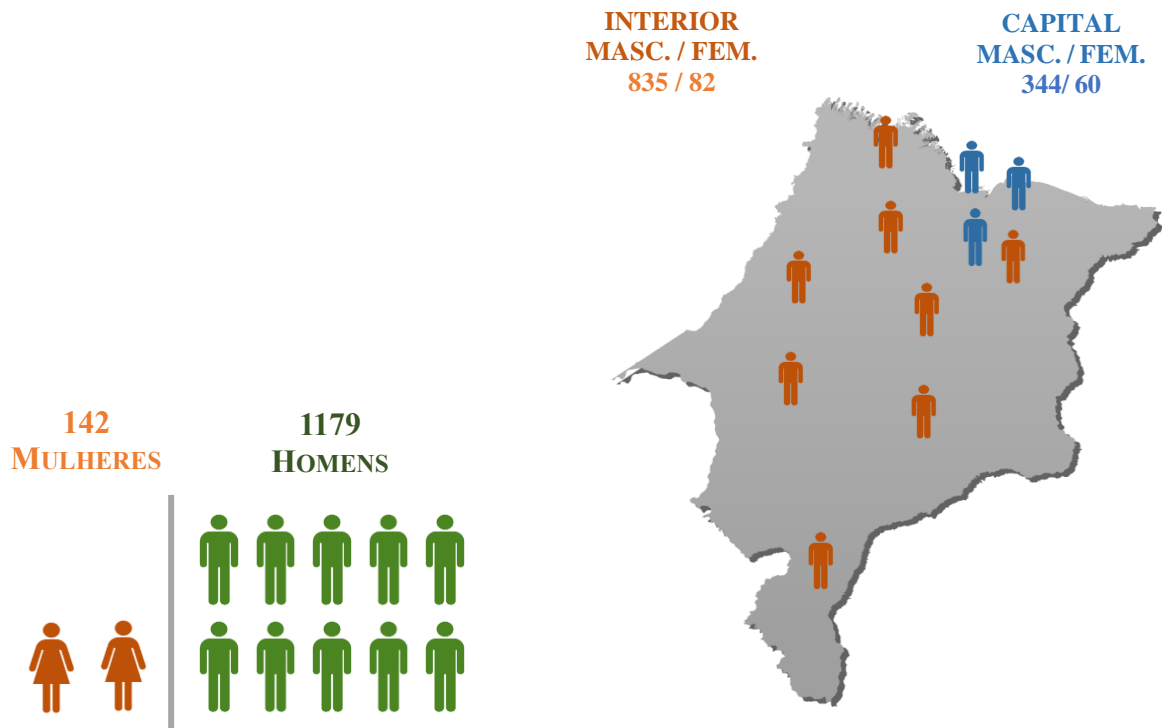 INTERIOR
MASC. / FEM.
835 / 82
CAPITAL
MASC. / FEM.
344/ 60
142
MULHERES
1179
HOMENS